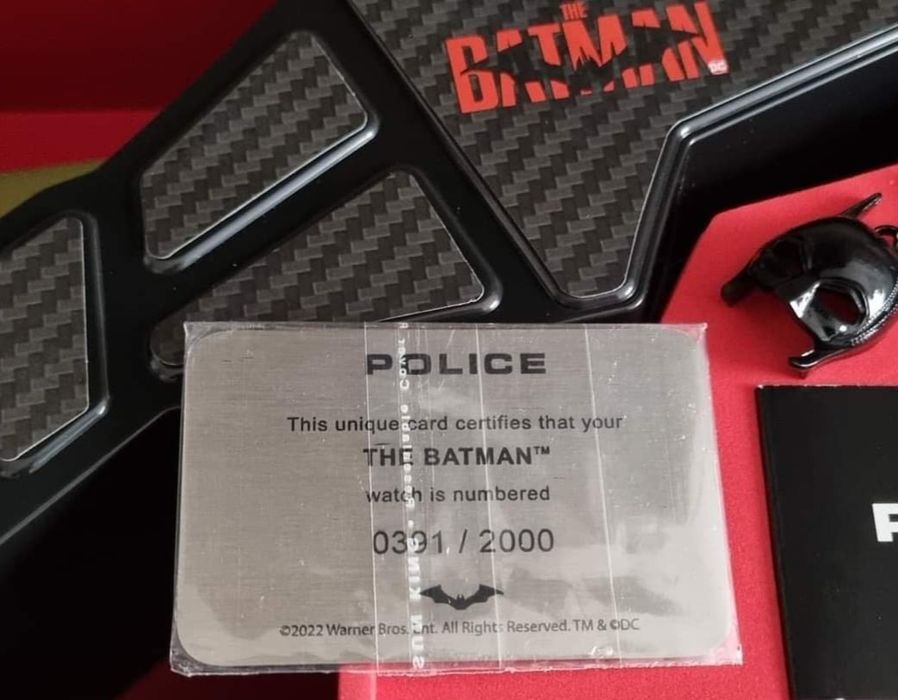 THE
BATMAN
DC
POLICE
This unique card certifies that your
THE BATMAN™
watch is numbered
0391 / 2000
©2022 Warner Bros. Ent. All Rights Reserved. TM & ©DC